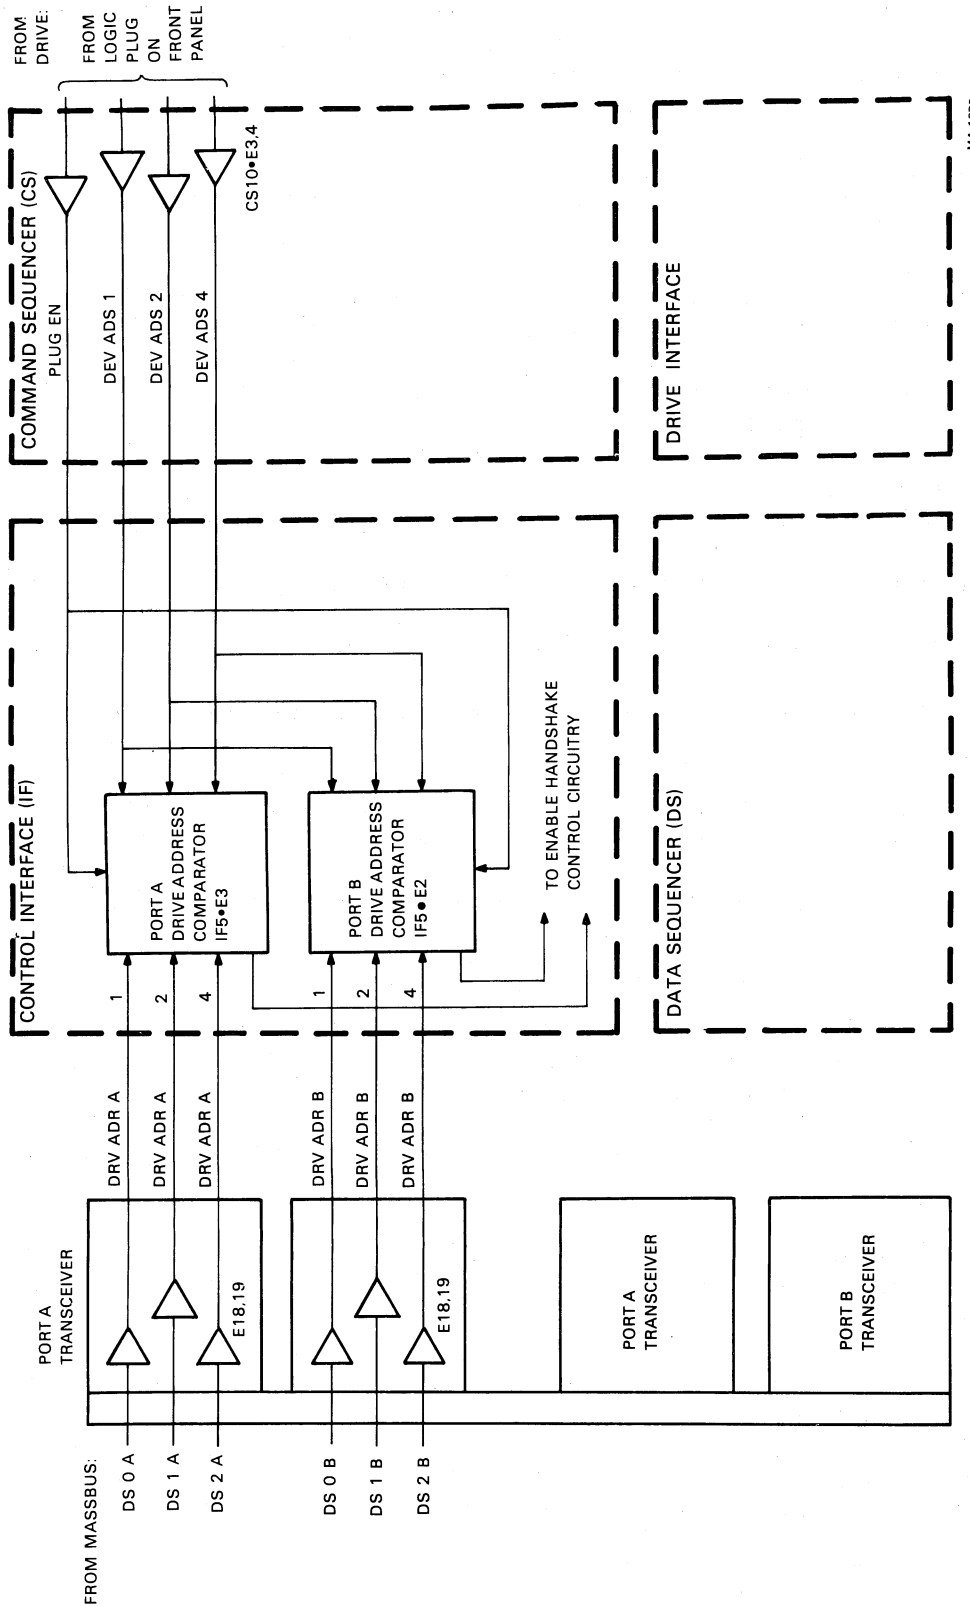 FROM MASSBUS:
DS 0 A
DS 1 A
DS 2 A
DS 0 B
DS 1 B
DS 2 B
PORT A
TRANSCEIVER
E18,19
E18,19
PORT A
TRANSCEIVER
PORT B
TRANSCEIVER
DRV ADR A
DRV ADR A
DRV ADR A
DRV ADR B
DRV ADR B
DRV ADR B
CONTROL INTERFACE (IF)
1
2
4
1
2
4
PORT A
DRIVE ADDRESS
COMPARATOR
IF5•E3
PORT B
DRIVE ADDRESS
COMPARATOR
IF5•E2
TO ENABLE HANDSHAKE
CONTROL CIRCUITRY
DATA SEQUENCER (DS)
COMMAND SEQUENCER (CS)
PLUG EN
DEV ADS 1
DEV ADS 2
DEV ADS 4
CS10•E3,4
DRIVE INTERFACE
FROM
DRIVE:
FROM
LOGIC
PLUG
ON
FRONT
PANEL